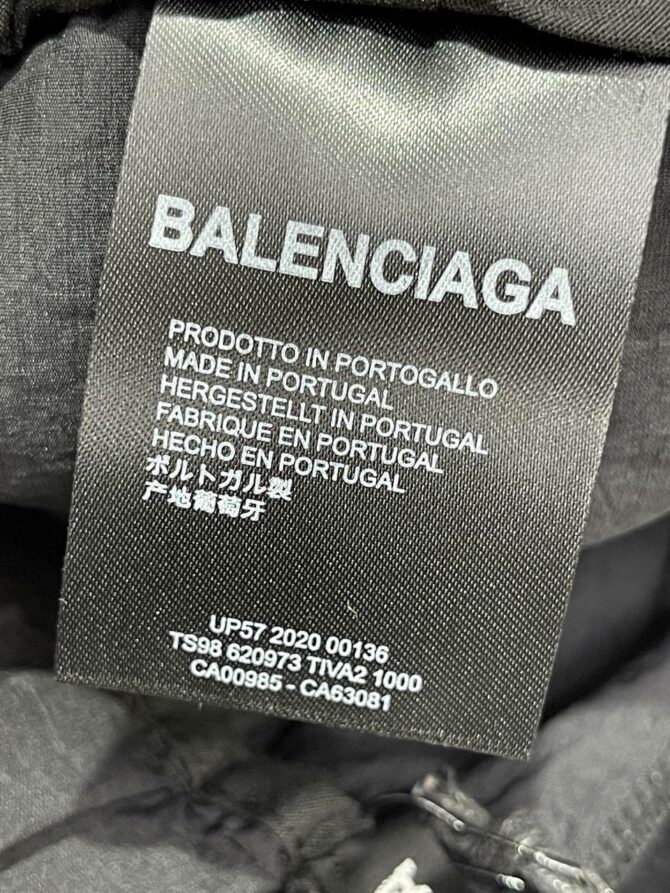 BALENCIAGA
PRODOTTO IN PORTOGALLO
MADE IN PORTUGAL
HERGESTELLT IN PORTUGAL
FABRIQUE EN PORTUGAL
HECHO EN PORTUGAL
ポルトガル製
产地葡萄牙
UP57 2020 00136
TS98 620973 TIVA2 1000
CA00985 - CA63081